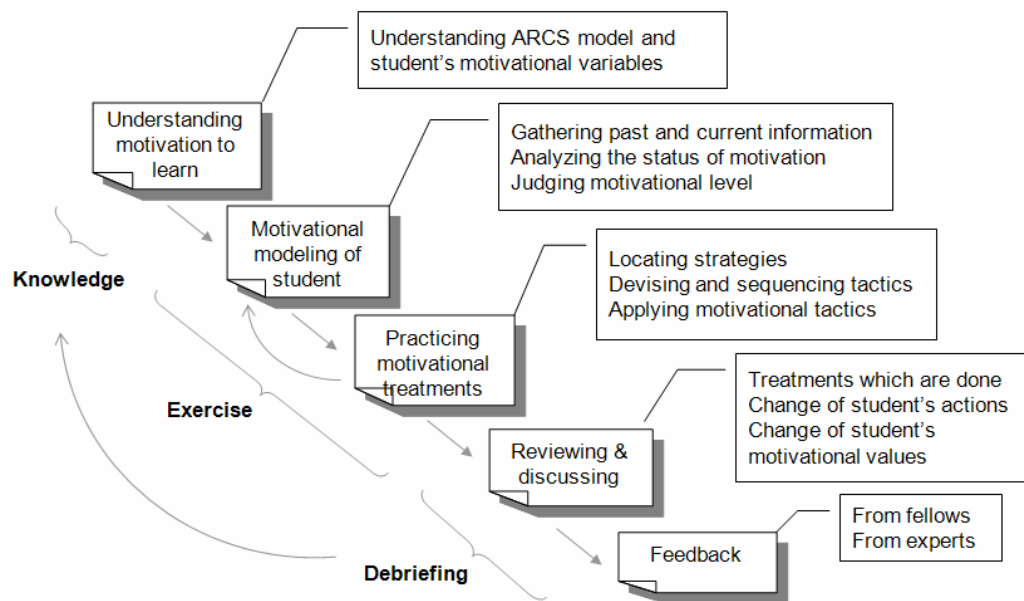 Understanding ARCS model and
student's motivational variables
Understanding
motivation to
learn
Gathering past and current information
Analyzing the status of motivation
Judging motivational level
Motivational
modeling of
student
Knowledge
Locating strategies
Devising and sequencing tactics
Applying motivational tactics
Practicing
motivational
treatments
Exercise
Treatments which are done
Change of student's actions
Change of student's
motivational values
Reviewing &
discussing
From fellows
From experts
Feedback
Debriefing